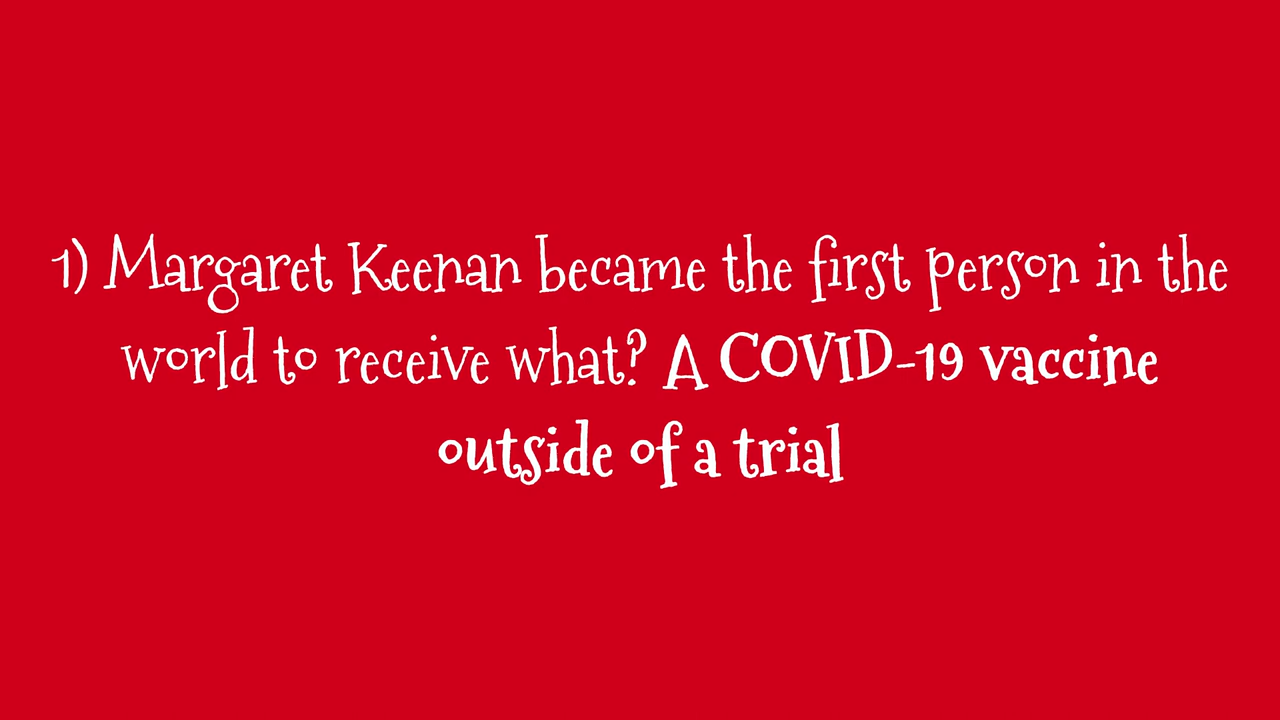 1) Margaret Keenan became the first person in the
world to receive what? A COVID-19 vaccine
outside of a trial